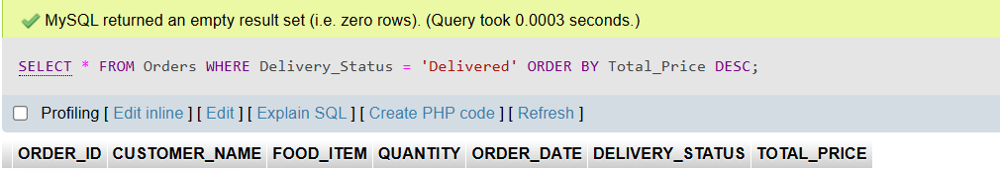 MySQL returned an empty result set (i.e. zero rows). (Query took 0.0003 seconds.)
SELECT * FROM Orders WHERE Delivery_Status = 'Delivered' ORDER BY Total_Price DESC;
Profiling [ Edit inline ] [ Edit ] [ Explain SQL ] [ Create PHP code ] [ Refresh ]
ORDER_ID CUSTOMER_NAME FOOD_ITEM QUANTITY ORDER_DATE DELIVERY_STATUS TOTAL_PRICE